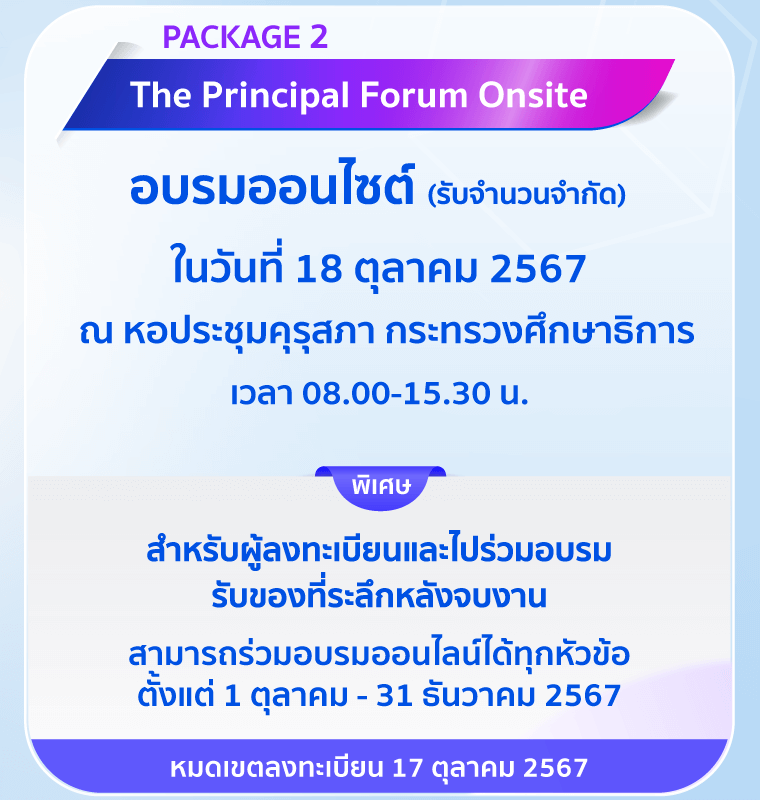 PACKAGE 2
The Principal Forum Onsite
อบรมออนไซต์ (รับจำนวนจำกัด)
ในวันที่ 18 ตุลาคม 2567
ณ หอประชุมคุรุสภา กระทรวงศึกษาธิการ
เวลา 08.00-15.30 น.
พิเศษ
สำหรับผู้ลงทะเบียนและไปร่วมอบรม
รับของที่ระลึกหลังจบงาน
สามารถร่วมอบรมออนไลน์ได้ทุกหัวข้อ
ตั้งแต่ 1 ตุลาคม - 31 ธันวาคม 2567
หมดเขตลงทะเบียน 17 ตุลาคม 2567